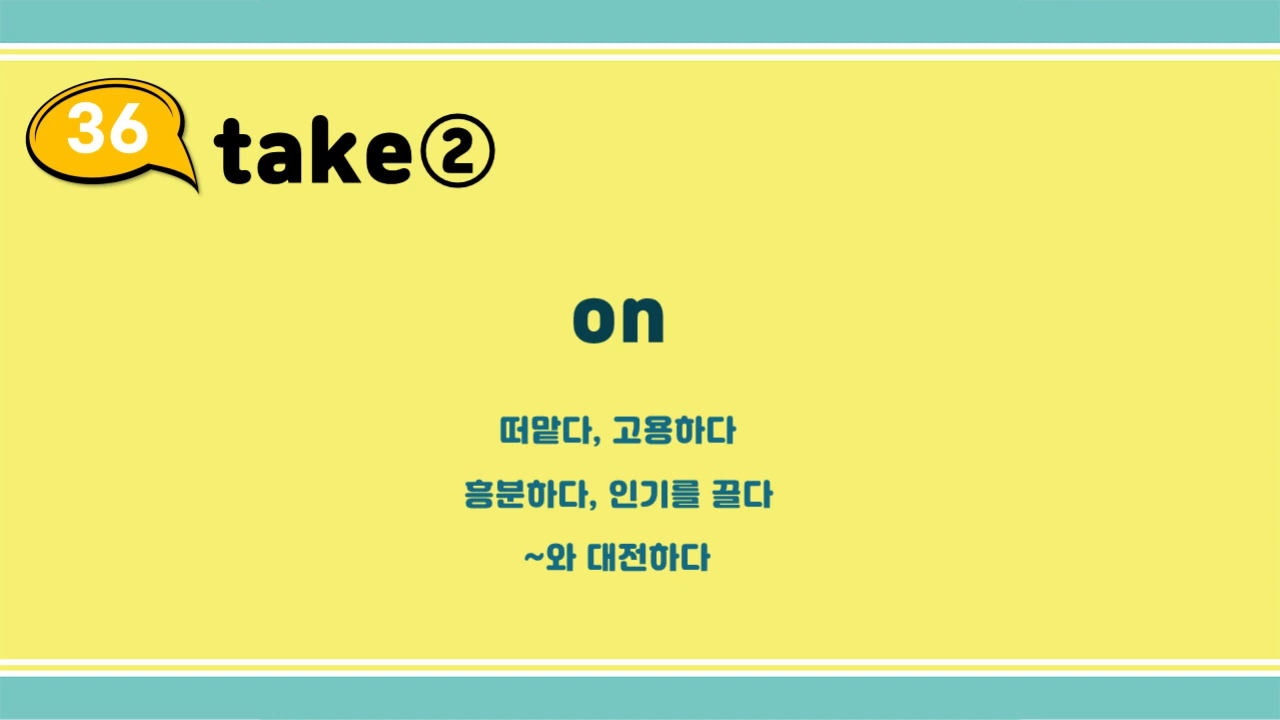 36
take②
on
떠맡다, 고용하다
흥분하다, 인기를 끌다
~와 대전하다